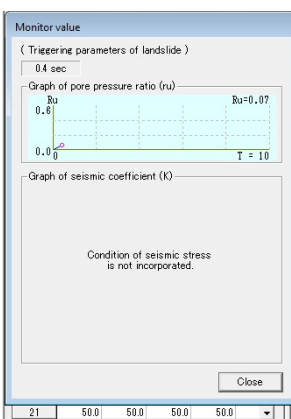 Monitor value
( Triggering parameters of landslide )
0.4 sec
Graph of pore pressure ratio (ru)
Ru Ru=0.07
0.6
0.0
0 T = 10
Graph of seismic coefficient (K)
Condition of seismic stress
is not incorporated.
Close
21 50.0 50.0 50.0 50.0